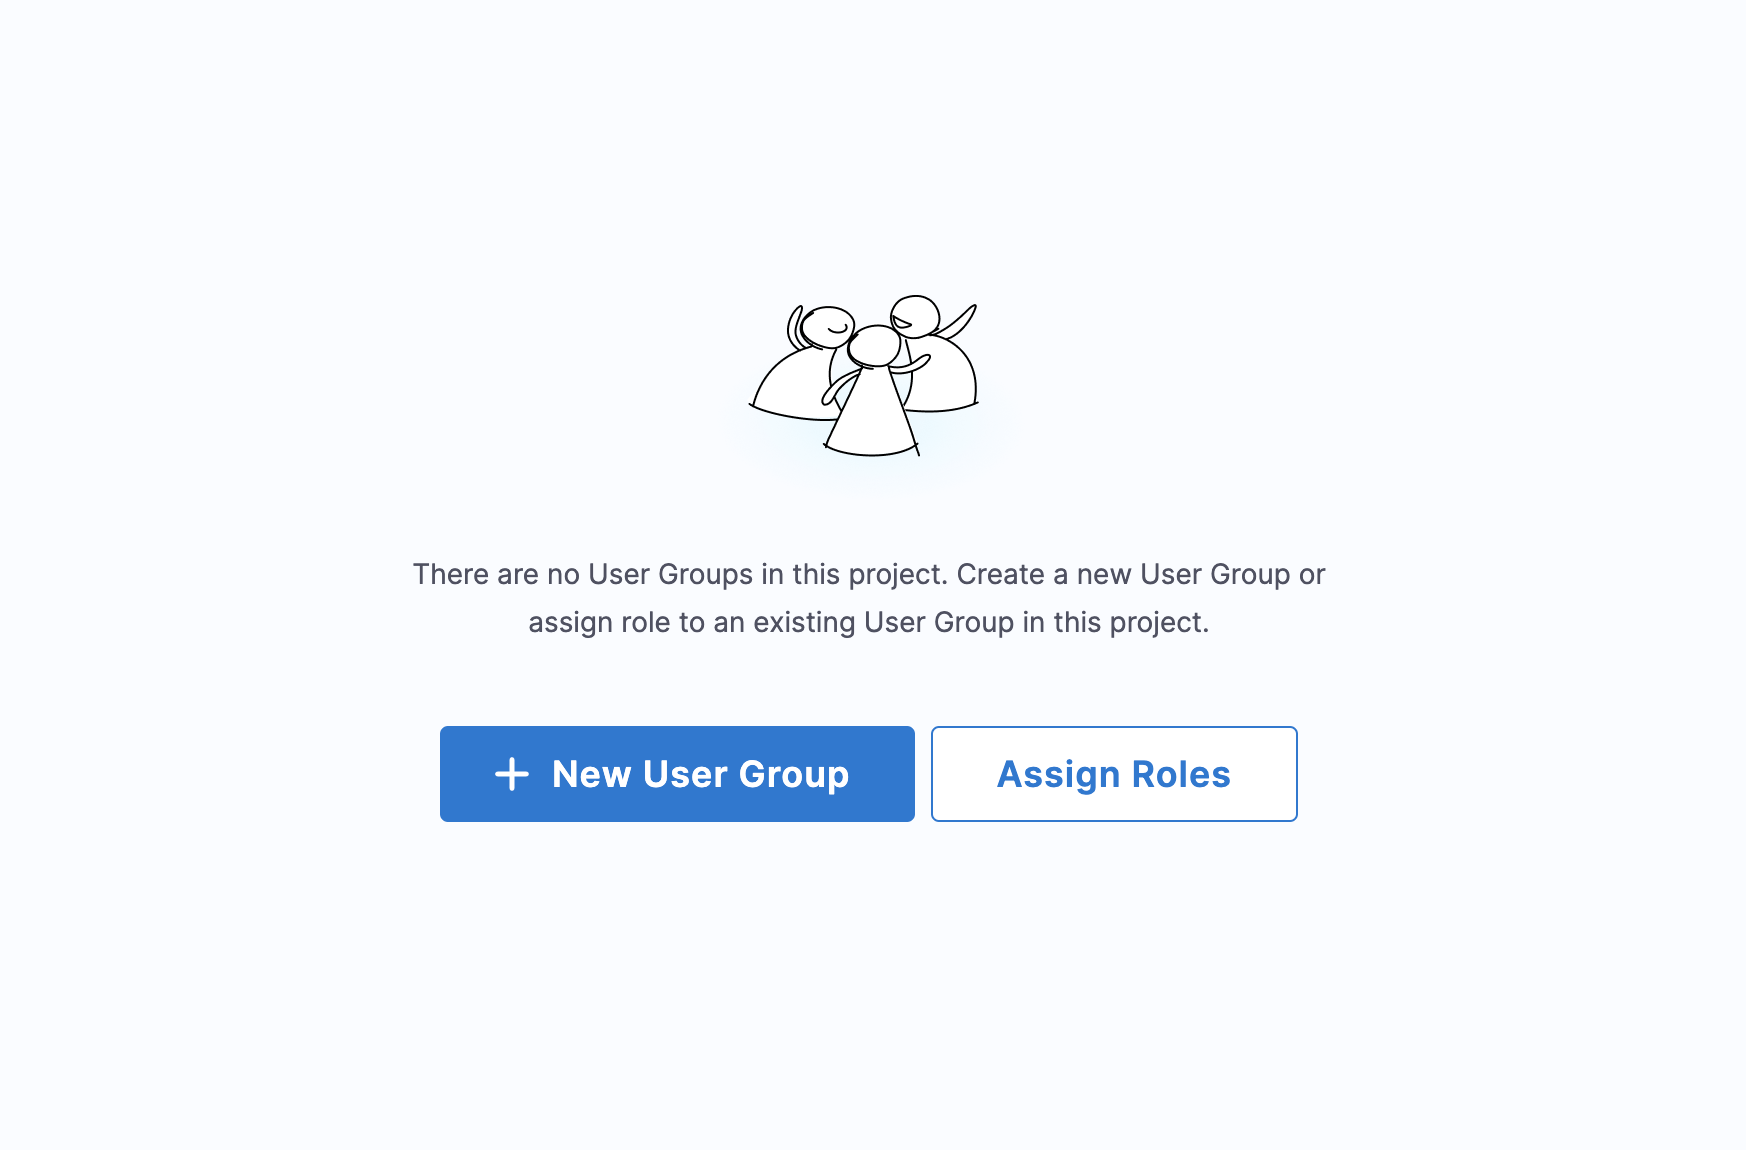 There are no User Groups in this project. Create a new User Group or
assign role to an existing User Group in this project.
New User Group
Assign Roles